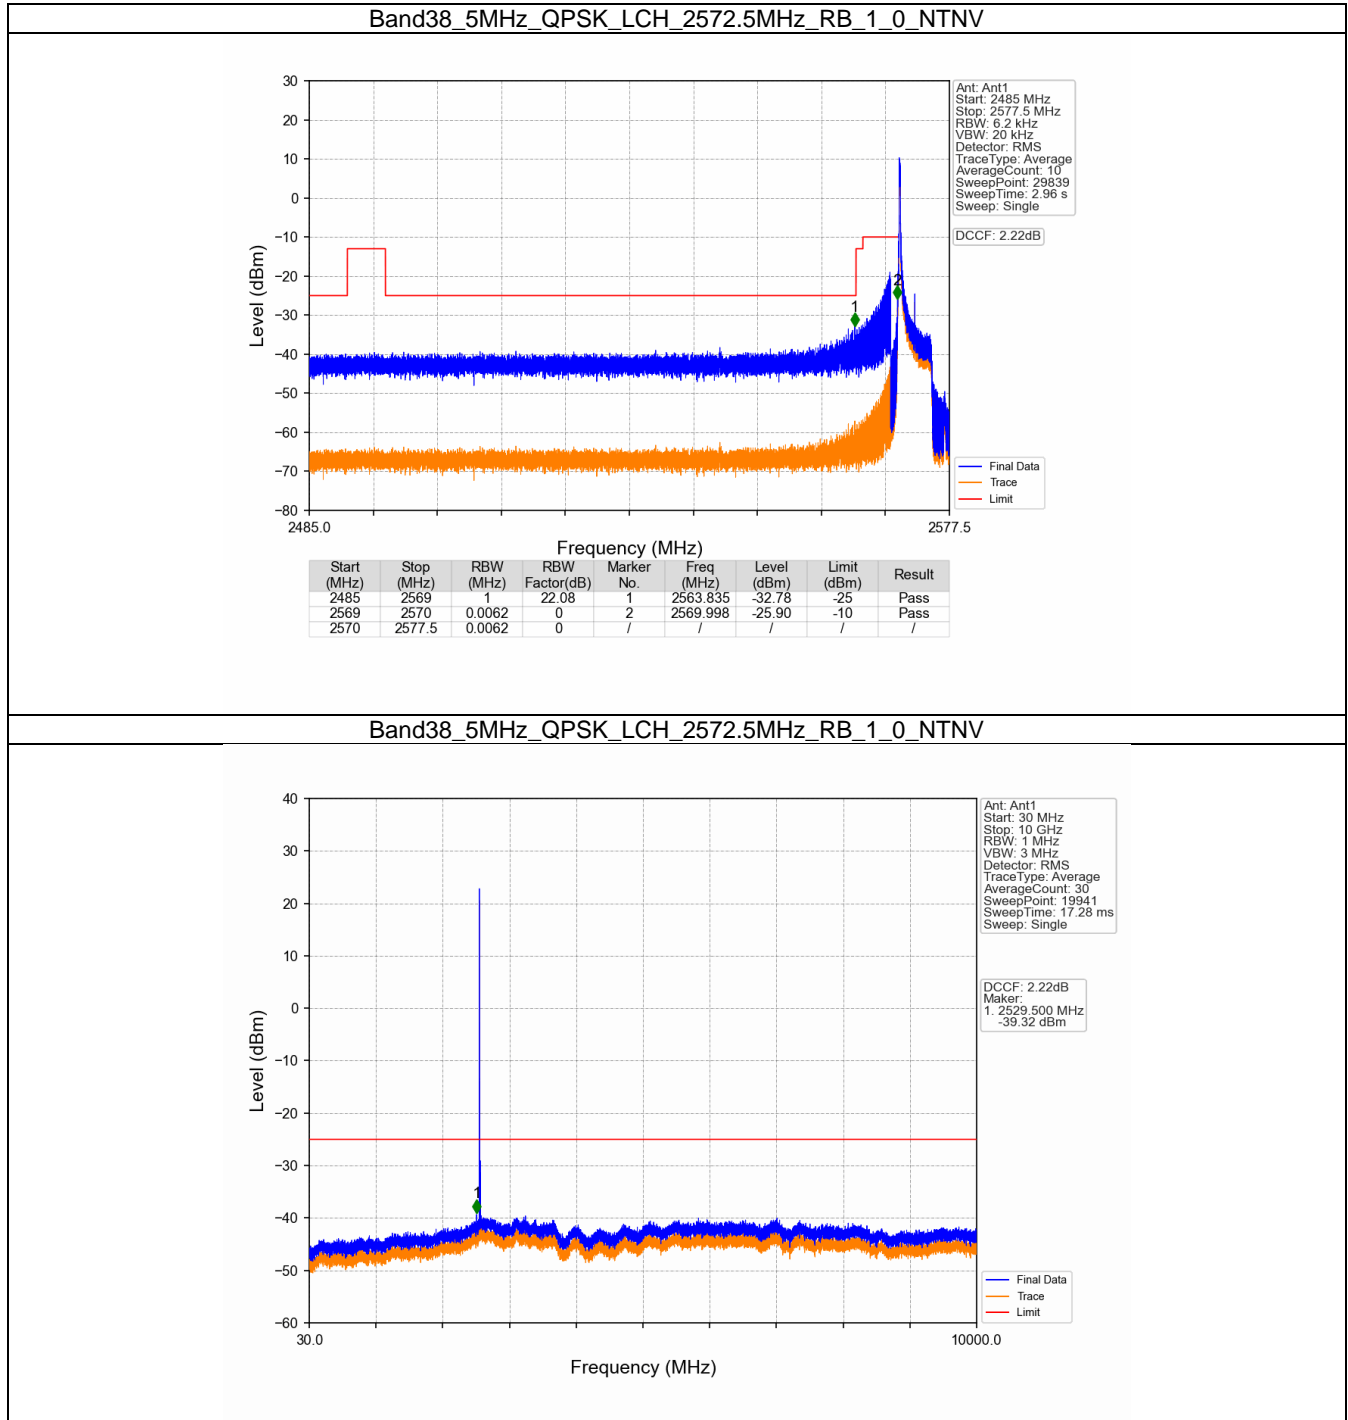 Band38_5MHz_QPSK_LCH_2572.5MHz_RB_1_0_NTNV
30
20
10
0
−10
−20
−30
−40
−50
−60
−70
−80
Level (dBm)
1
2
2485.0
2577.5
Frequency (MHz)
Ant: Ant1
Start: 2485 MHz
Stop: 2577.5 MHz
RBW: 6.2 kHz
VBW: 20 kHz
Detector: RMS
TraceType: Average
AverageCount: 10
SweepPoint: 29839
SweepTime: 2.96 s
Sweep: Single
DCCF: 2.22dB
Final Data
Trace
Limit
Start (MHz) Stop (MHz) RBW (MHz) RBW Factor(dB) Marker No. Freq (MHz) Level (dBm) Limit (dBm) Result
2485 2569 1 22.08 1 2563.835 -32.78 -25 Pass
2569 2570 0.0062 0 2 2569.998 -25.90 -10 Pass
2570 2577.5 0.0062 0 / / / / /
Band38_5MHz_QPSK_LCH_2572.5MHz_RB_1_0_NTNV
40
30
20
10
0
−10
−20
−30
−40
−50
−60
Level (dBm)
1
30.0
10000.0
Frequency (MHz)
Ant: Ant1
Start: 30 MHz
Stop: 10 GHz
RBW: 1 MHz
VBW: 3 MHz
Detector: RMS
TraceType: Average
AverageCount: 30
SweepPoint: 19941
SweepTime: 17.28 ms
Sweep: Single
DCCF: 2.22dB
Maker:
1. 2529.500 MHz
-39.32 dBm
Final Data
Trace
Limit